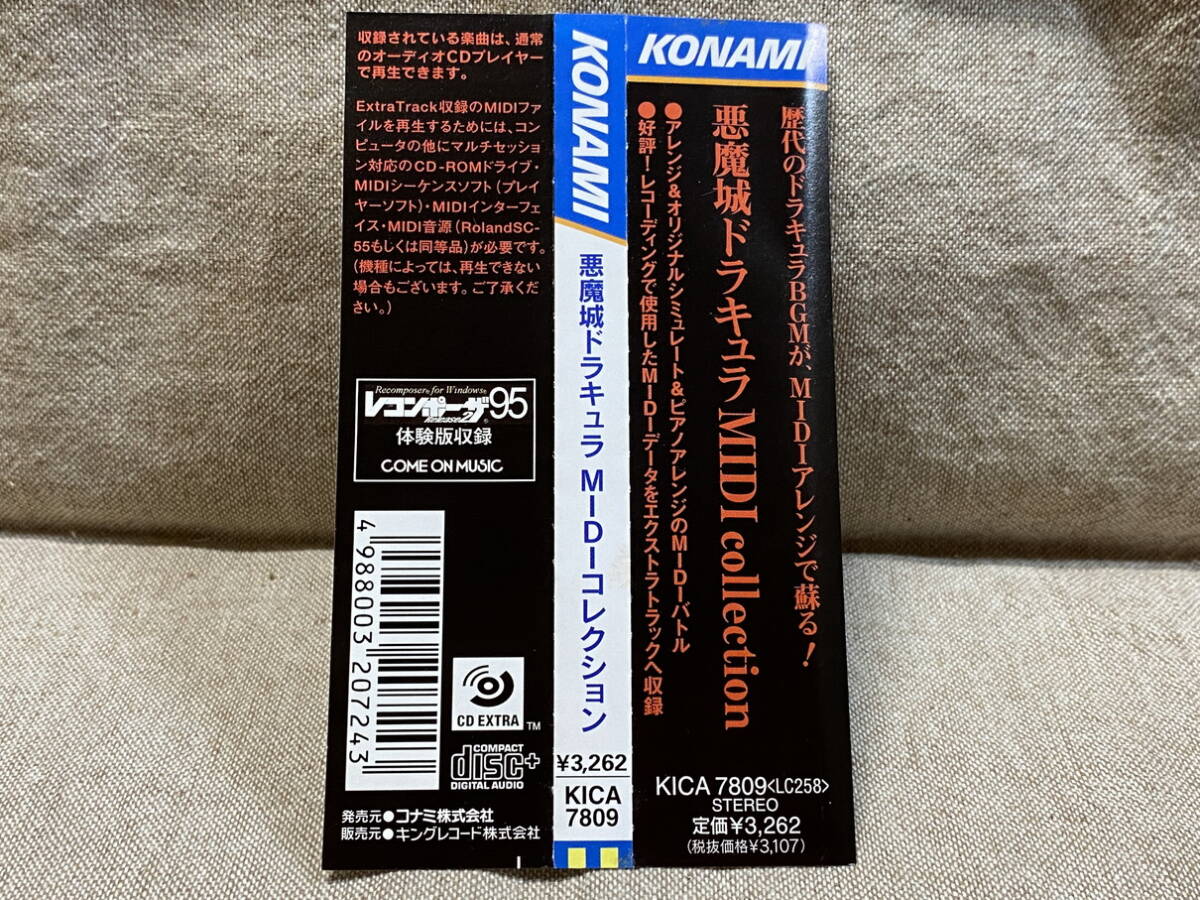 収録されている楽曲は、通常
のオーディオCDプレイヤー
で再生できます。
ExtraTrack収録のMIDIファ
イルを再生するためには、コン
ピュータの他にマルチセッショ
ン対応のCD-ROMドライブ・
MIDIシーケンスソフト(プレイ
ヤーソフト)・MIDIインターフェ
イス・MIDI音源(RolandSC-
55もしくは同等品)が必要です。
(機種によっては、再生できない
場合もございます。ご了承くだ
さい。)
Recomposer® for Windows®
レコンポーザ95
体験版収録
COME ON MUSIC
4 988003 207243
CD EXTRA ™
COMPACT
disc+
DIGITAL AUDIO
発売元●コナミ株式会社
販売元●キングレコード株式会社
KONAMI
悪魔城ドラキュラ MIDIコレクション
¥3,262
KICA
7809
KONAMI
歴代のドラキュラBGMが、MIDIアレンジで蘇る!
悪魔城ドラキュラMIDI collection
●アレンジ&オリジナルシミュレート&ピアノアレンジのMIDIバトル
●好評!レコーディングで使用したMIDIデータをエクストラトラックへ収録
KICA 7809<LC258>
STEREO
定価¥3,262
(税抜価格¥3,107)